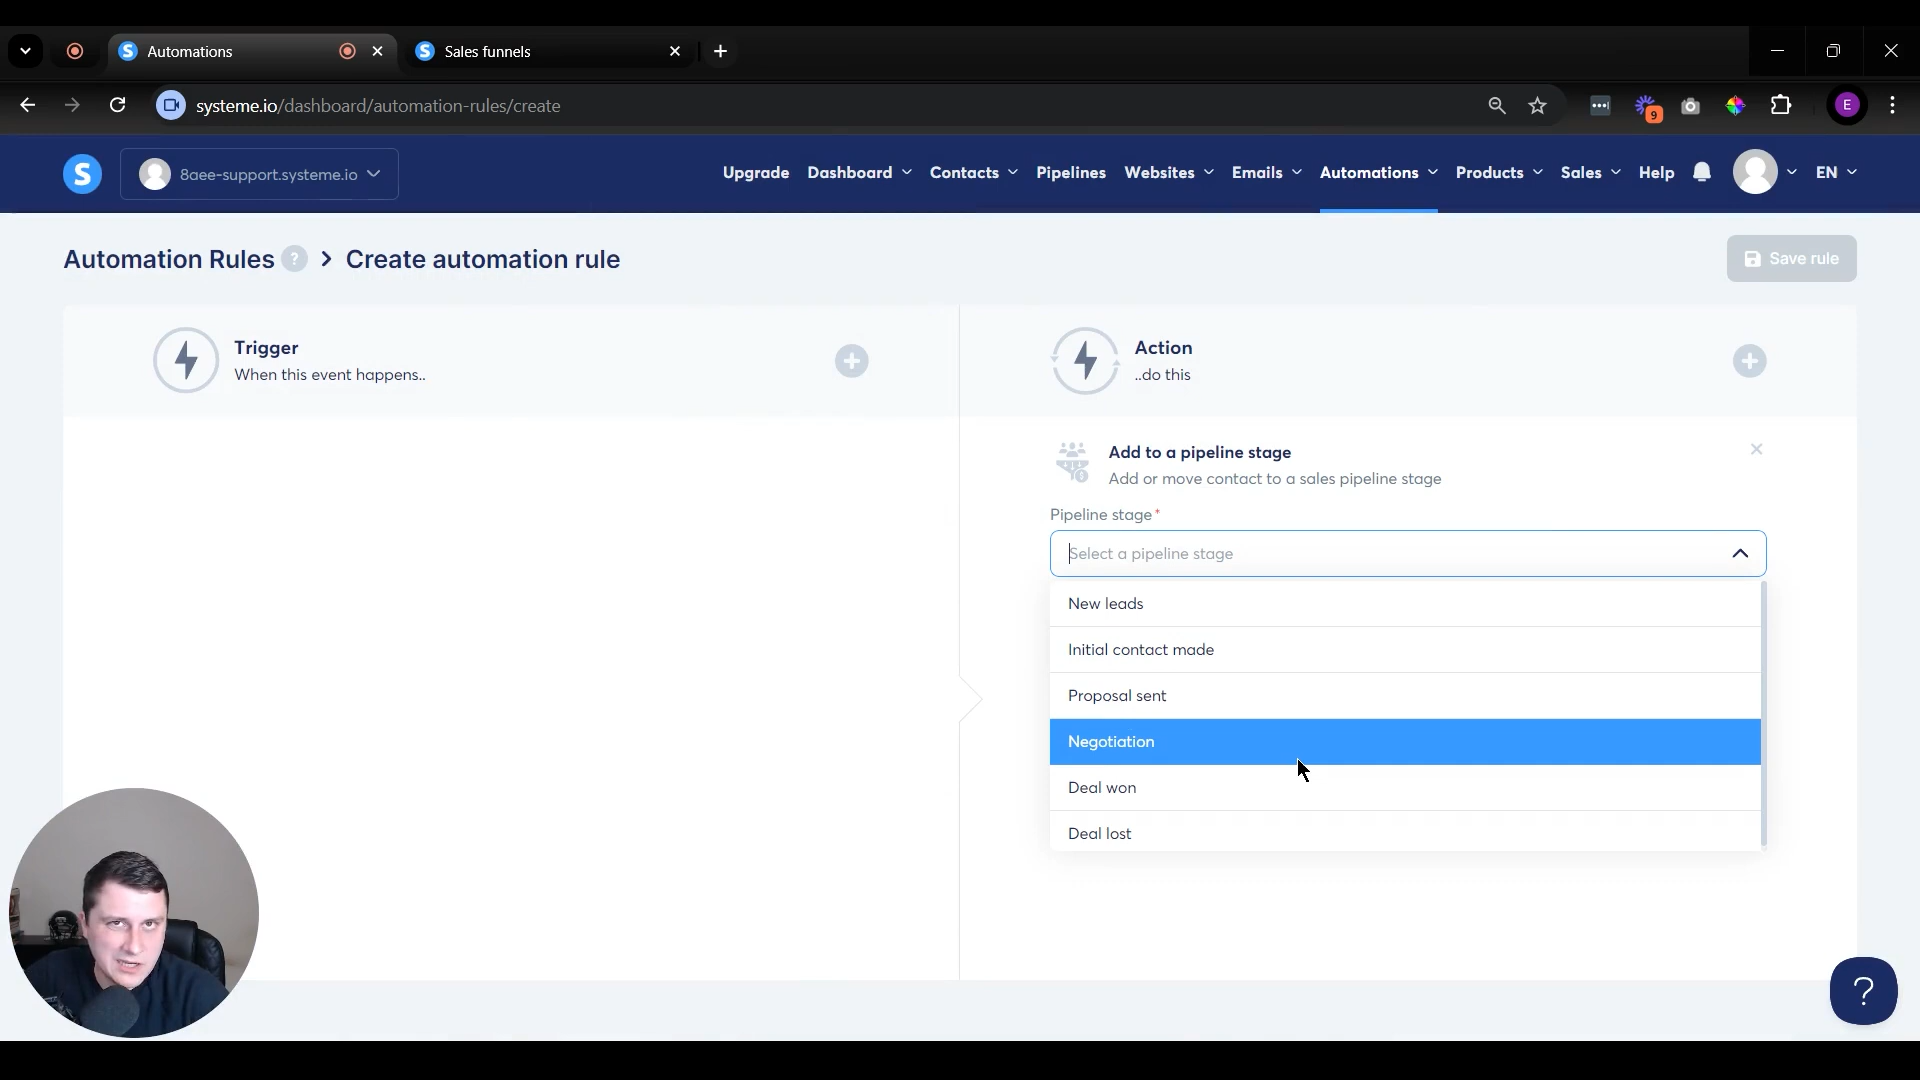 Automations
Sales funnels
systeme.io/dashboard/automation-rules/create
9
E
S
8aee-support.systeme.io
Upgrade
Dashboard
Contacts
Pipelines
Websites
Emails
Automations
Products
Sales
Help
EN
Automation Rules ? > Create automation rule
Save rule
Trigger
When this event happens..
Action
..do this
Add to a pipeline stage
Add or move contact to a sales pipeline stage
Pipeline stage*
Select a pipeline stage
New leads
Initial contact made
Proposal sent
Negotiation
Deal won
Deal lost
?